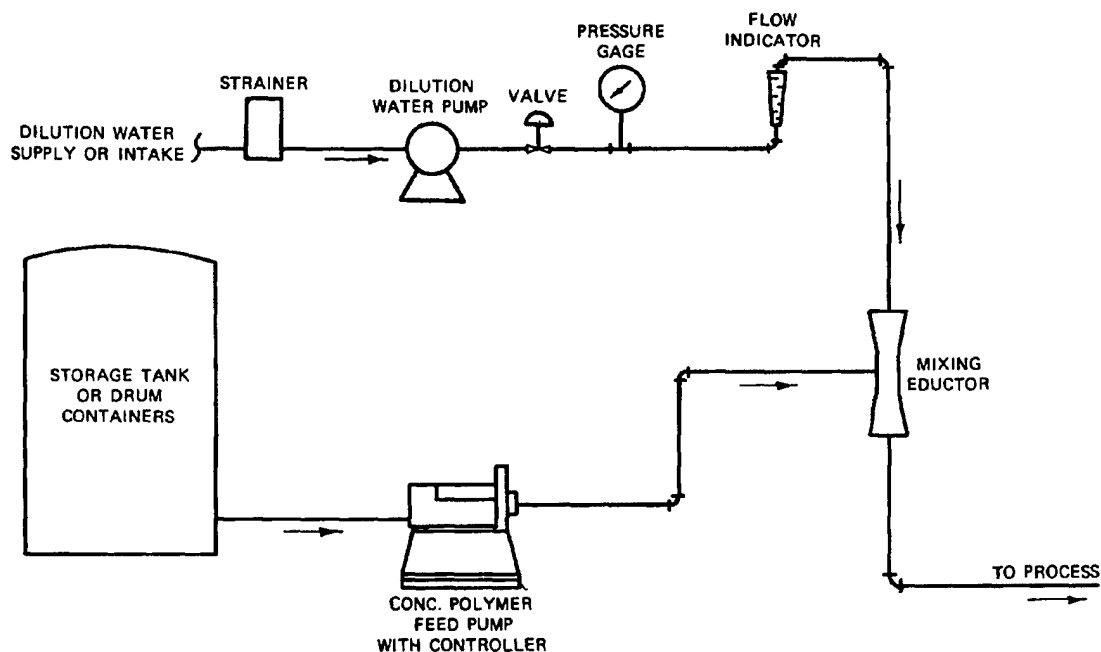 FLOW
INDICATOR
PRESSURE
GAGE
STRAINER
DILUTION
WATER PUMP
VALVE
DILUTION WATER
SUPPLY OR INTAKE
STORAGE TANK
OR DRUM
CONTAINERS
MIXING
EDUCTOR
TO PROCESS
CONC. POLYMER
FEED PUMP
WITH CONTROLLER